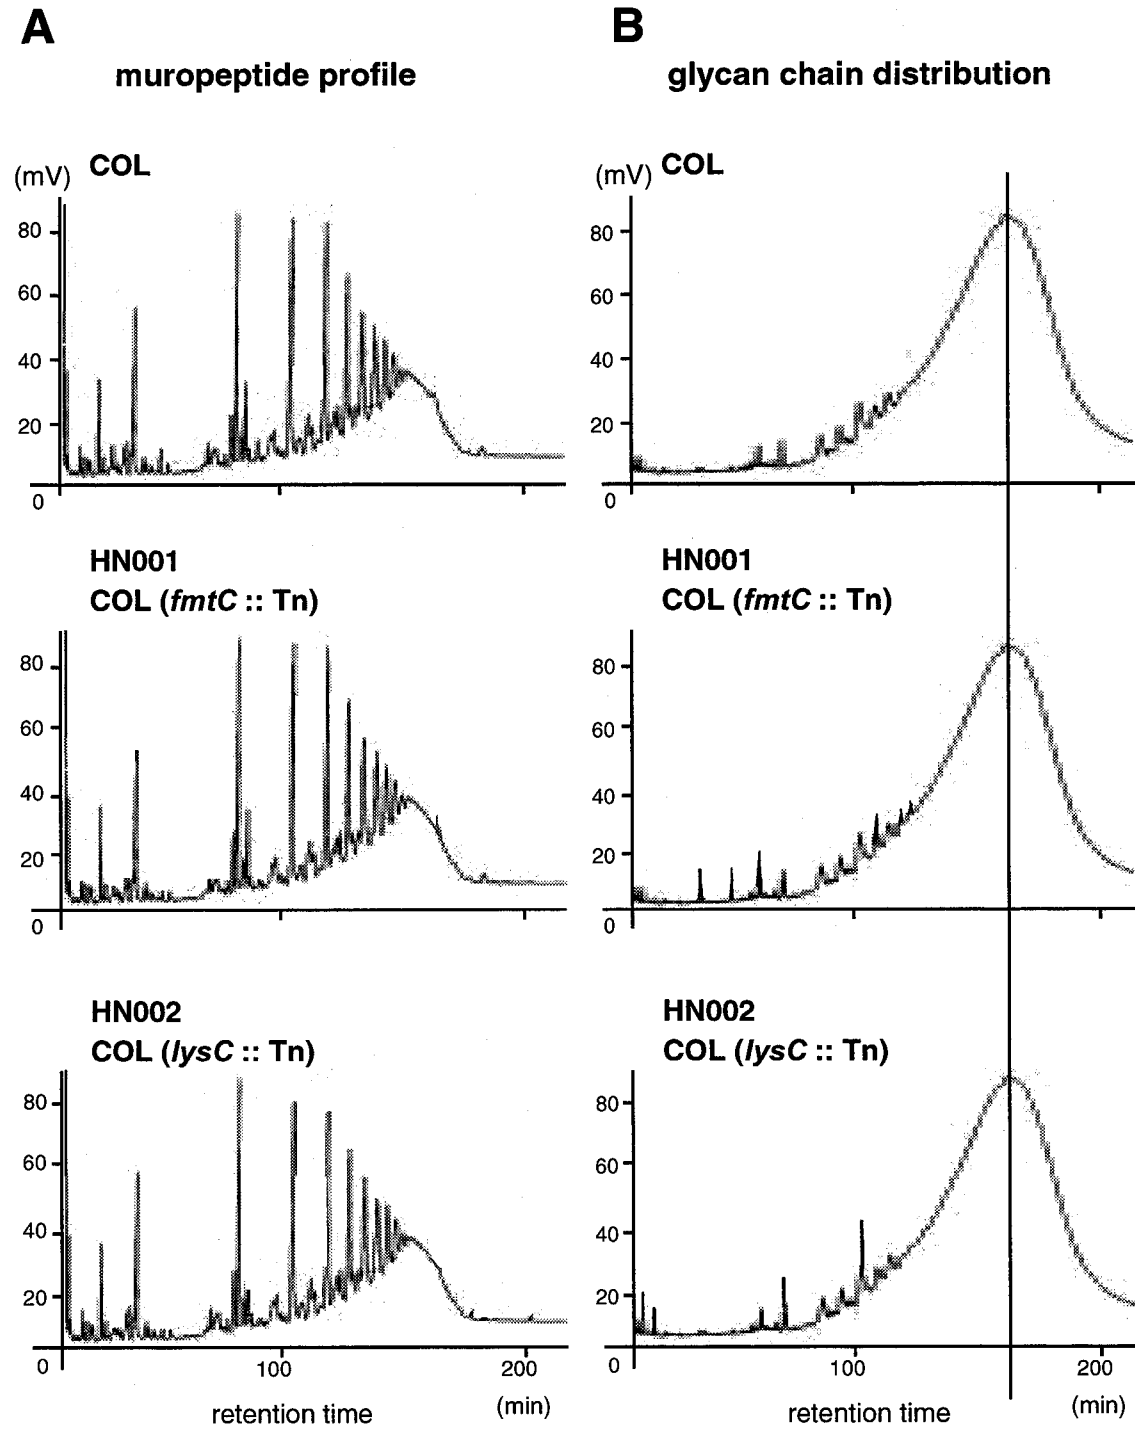 A
muropeptide profile
(mV) COL
80
60
40
20
0
HN001
COL (fmtC :: Tn)
80
60
40
20
0
HN002
COL (lysC :: Tn)
80
60
40
20
0 100 200
retention time (min)
B
glycan chain distribution
(mV) COL
80
60
40
20
0
HN001
COL (fmtC :: Tn)
80
60
40
20
0
HN002
COL (lysC :: Tn)
80
60
40
20
0 100 200
retention time (min)